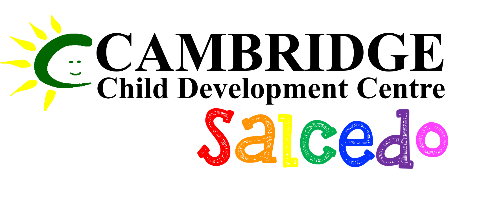 CAMBRIDGE
Child Development Centre
Salcedo